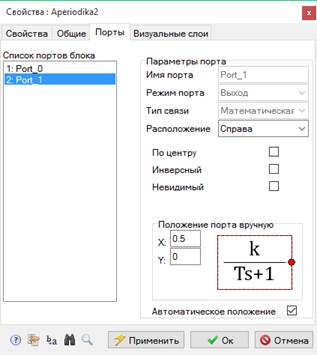 Свойства : Aperiodika2
x
Свойства Общие Порты Визуальные слои
Список портов блока
1: Port_0
2: Port_1
Параметры порта
Имя порта Port_1
Режим порта Выход
Тип связи Математическая
Расположение Справа
По центру
Инверсный
Невидимый
Положение порта вручную
X: 0.5
Y: 0
k
Ts+1
Автоматическое положение
Применить Ок Отмена